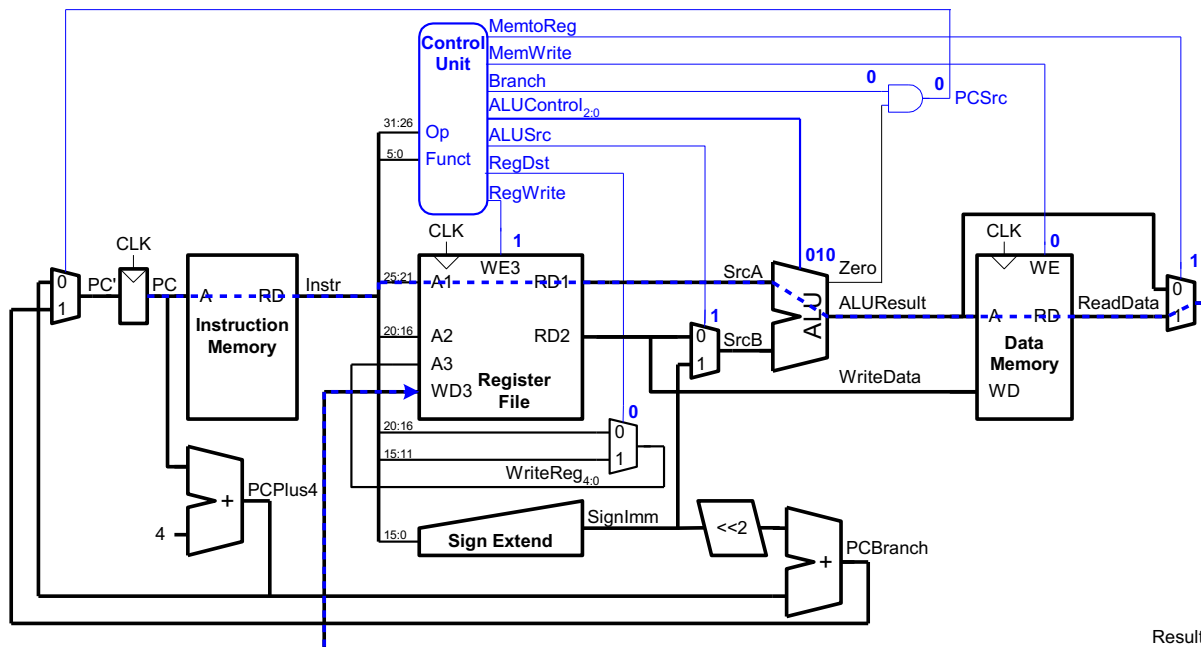 MemtoReg
Control
Unit
MemWrite
Branch
0
0
PCSrc
ALUControl2:0
31:26
Op
ALUSrc
5:0
Funct
RegDst
RegWrite
CLK
CLK
CLK
1
WE3
010
Zero
0
WE
1
0
1
PC'
PC
A
RD
Instr
25:21
A1
RD1
SrcA
ALU
ALUResult
A
RD
ReadData
0
1
Instruction
Memory
20:16
A2
RD2
1
0
SrcB
1
Data
Memory
A3
WD3
Register
File
WriteData
WD
0
20:16
0
15:11
1
WriteReg4:0
PCPlus4
+
4
SignImm
15:0
Sign Extend
<<2
+
PCBranch
Result